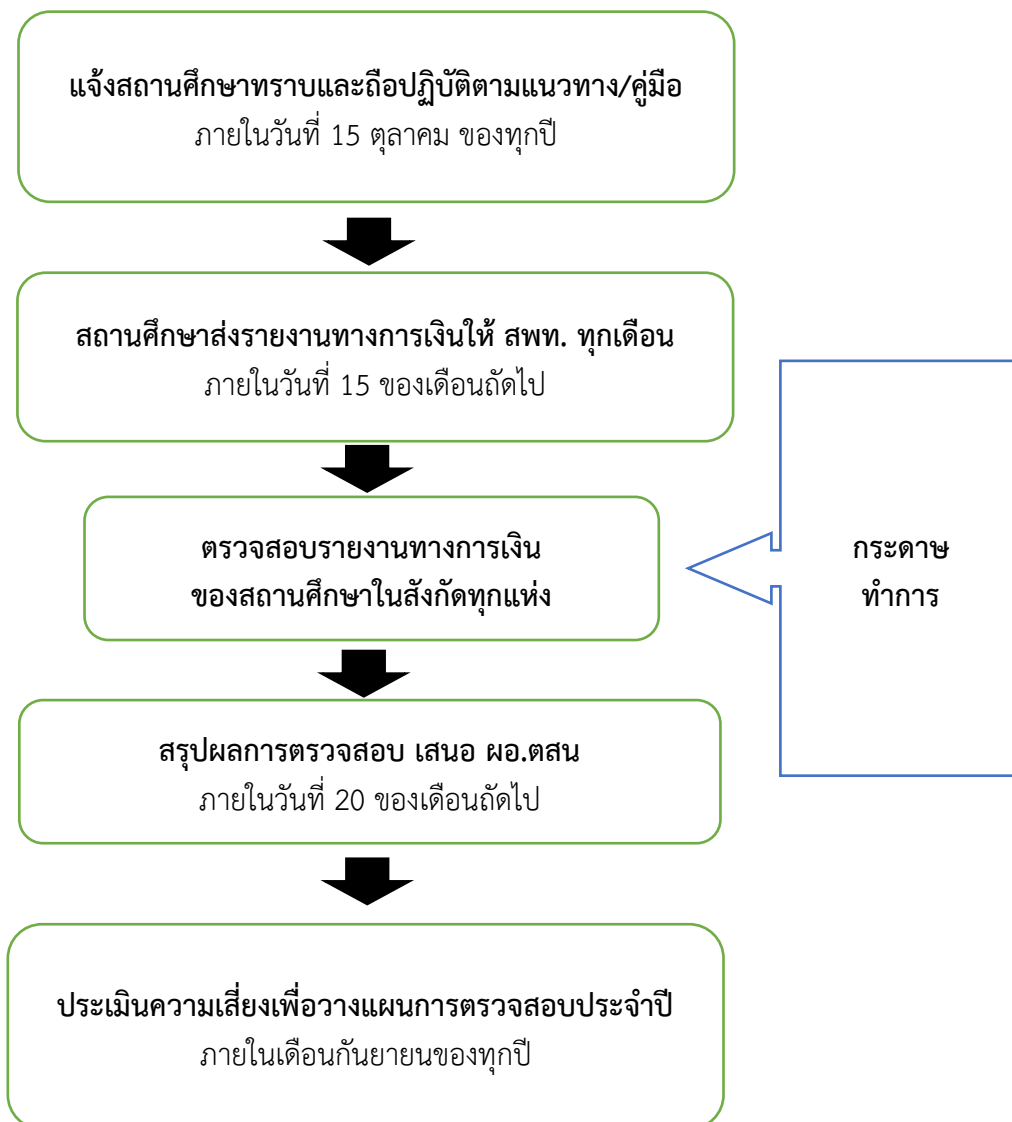 แจ้งสถานศึกษาทราบและถือปฏิบัติตามแนวทาง/คู่มือ
ภายในวันที่ 15 ตุลาคม ของทุกปี
สถานศึกษาส่งรายงานทางการเงินให้ สพท. ทุกเดือน
ภายในวันที่ 15 ของเดือนถัดไป
ตรวจสอบรายงานทางการเงิน
ของสถานศึกษาในสังกัดทุกแห่ง
กระดาษ
ทำการ
สรุปผลการตรวจสอบ เสนอ ผอ.ตสน
ภายในวันที่ 20 ของเดือนถัดไป
ประเมินความเสี่ยงเพื่อวางแผนการตรวจสอบประจำปี
ภายในเดือนกันยายนของทุกปี